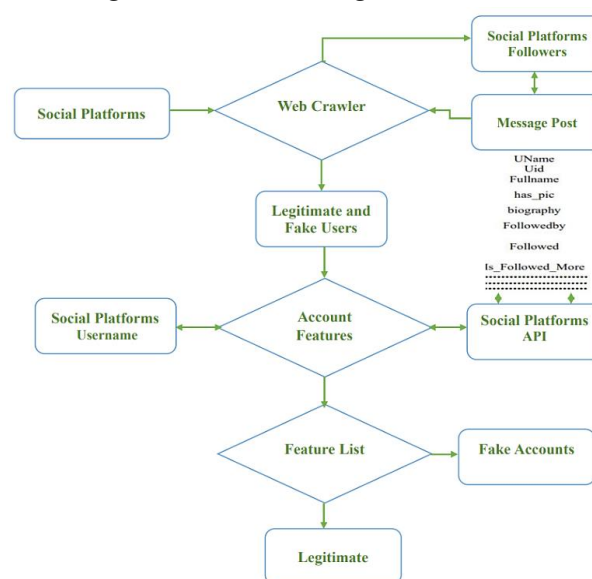 Social Platforms
Followers
Web Crawler
Social Platforms
Message Post
UName
Uid
Fullname
has_pic
biography
Followedby
Followed
Is_Followed_More
Legitimate and
Fake Users
Social Platforms
Username
Account
Features
Social Platforms
API
Feature List
Fake Accounts
Legitimate